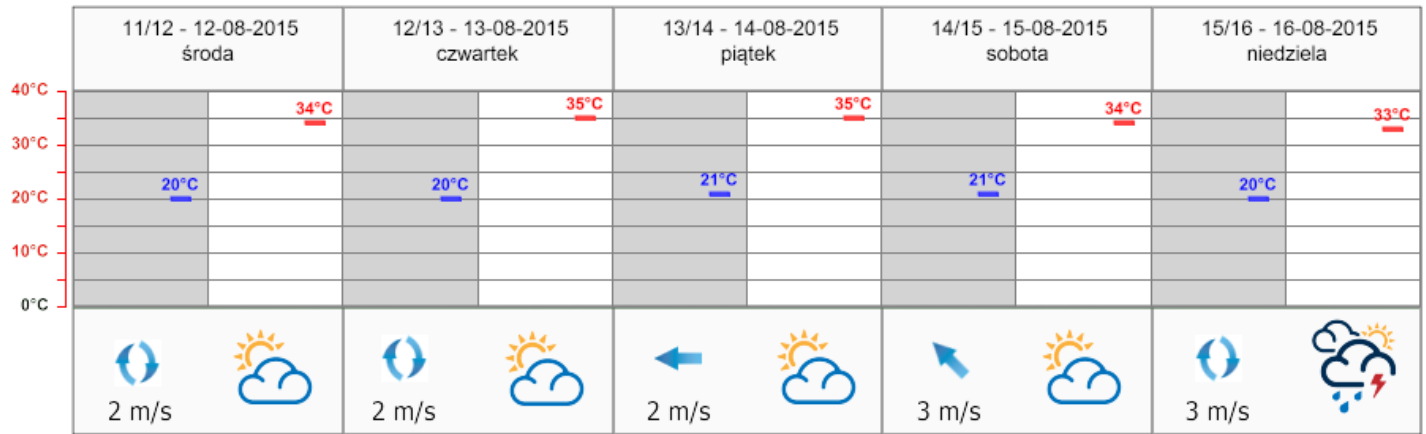 11/12 - 12-08-2015
środa
12/13 - 13-08-2015
czwartek
13/14 - 14-08-2015
piątek
14/15 - 15-08-2015
sobota
15/16 - 16-08-2015
niedziela
40°C
30°C
20°C
10°C
0°C
34°C
35°C
35°C
34°C
33°C
20°C
20°C
21°C
21°C
20°C
2 m/s
2 m/s
2 m/s
3 m/s
3 m/s